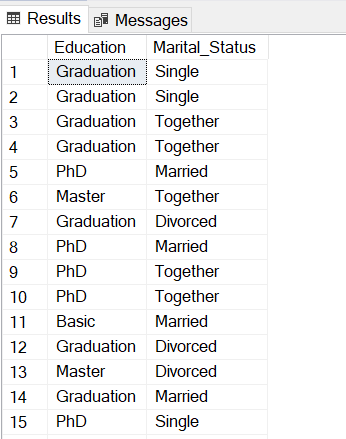 Results Messages
Education Marital_Status
1 Graduation Single
2 Graduation Single
3 Graduation Together
4 Graduation Together
5 PhD Married
6 Master Together
7 Graduation Divorced
8 PhD Married
9 PhD Together
10 PhD Together
11 Basic Married
12 Graduation Divorced
13 Master Divorced
14 Graduation Married
15 PhD Single